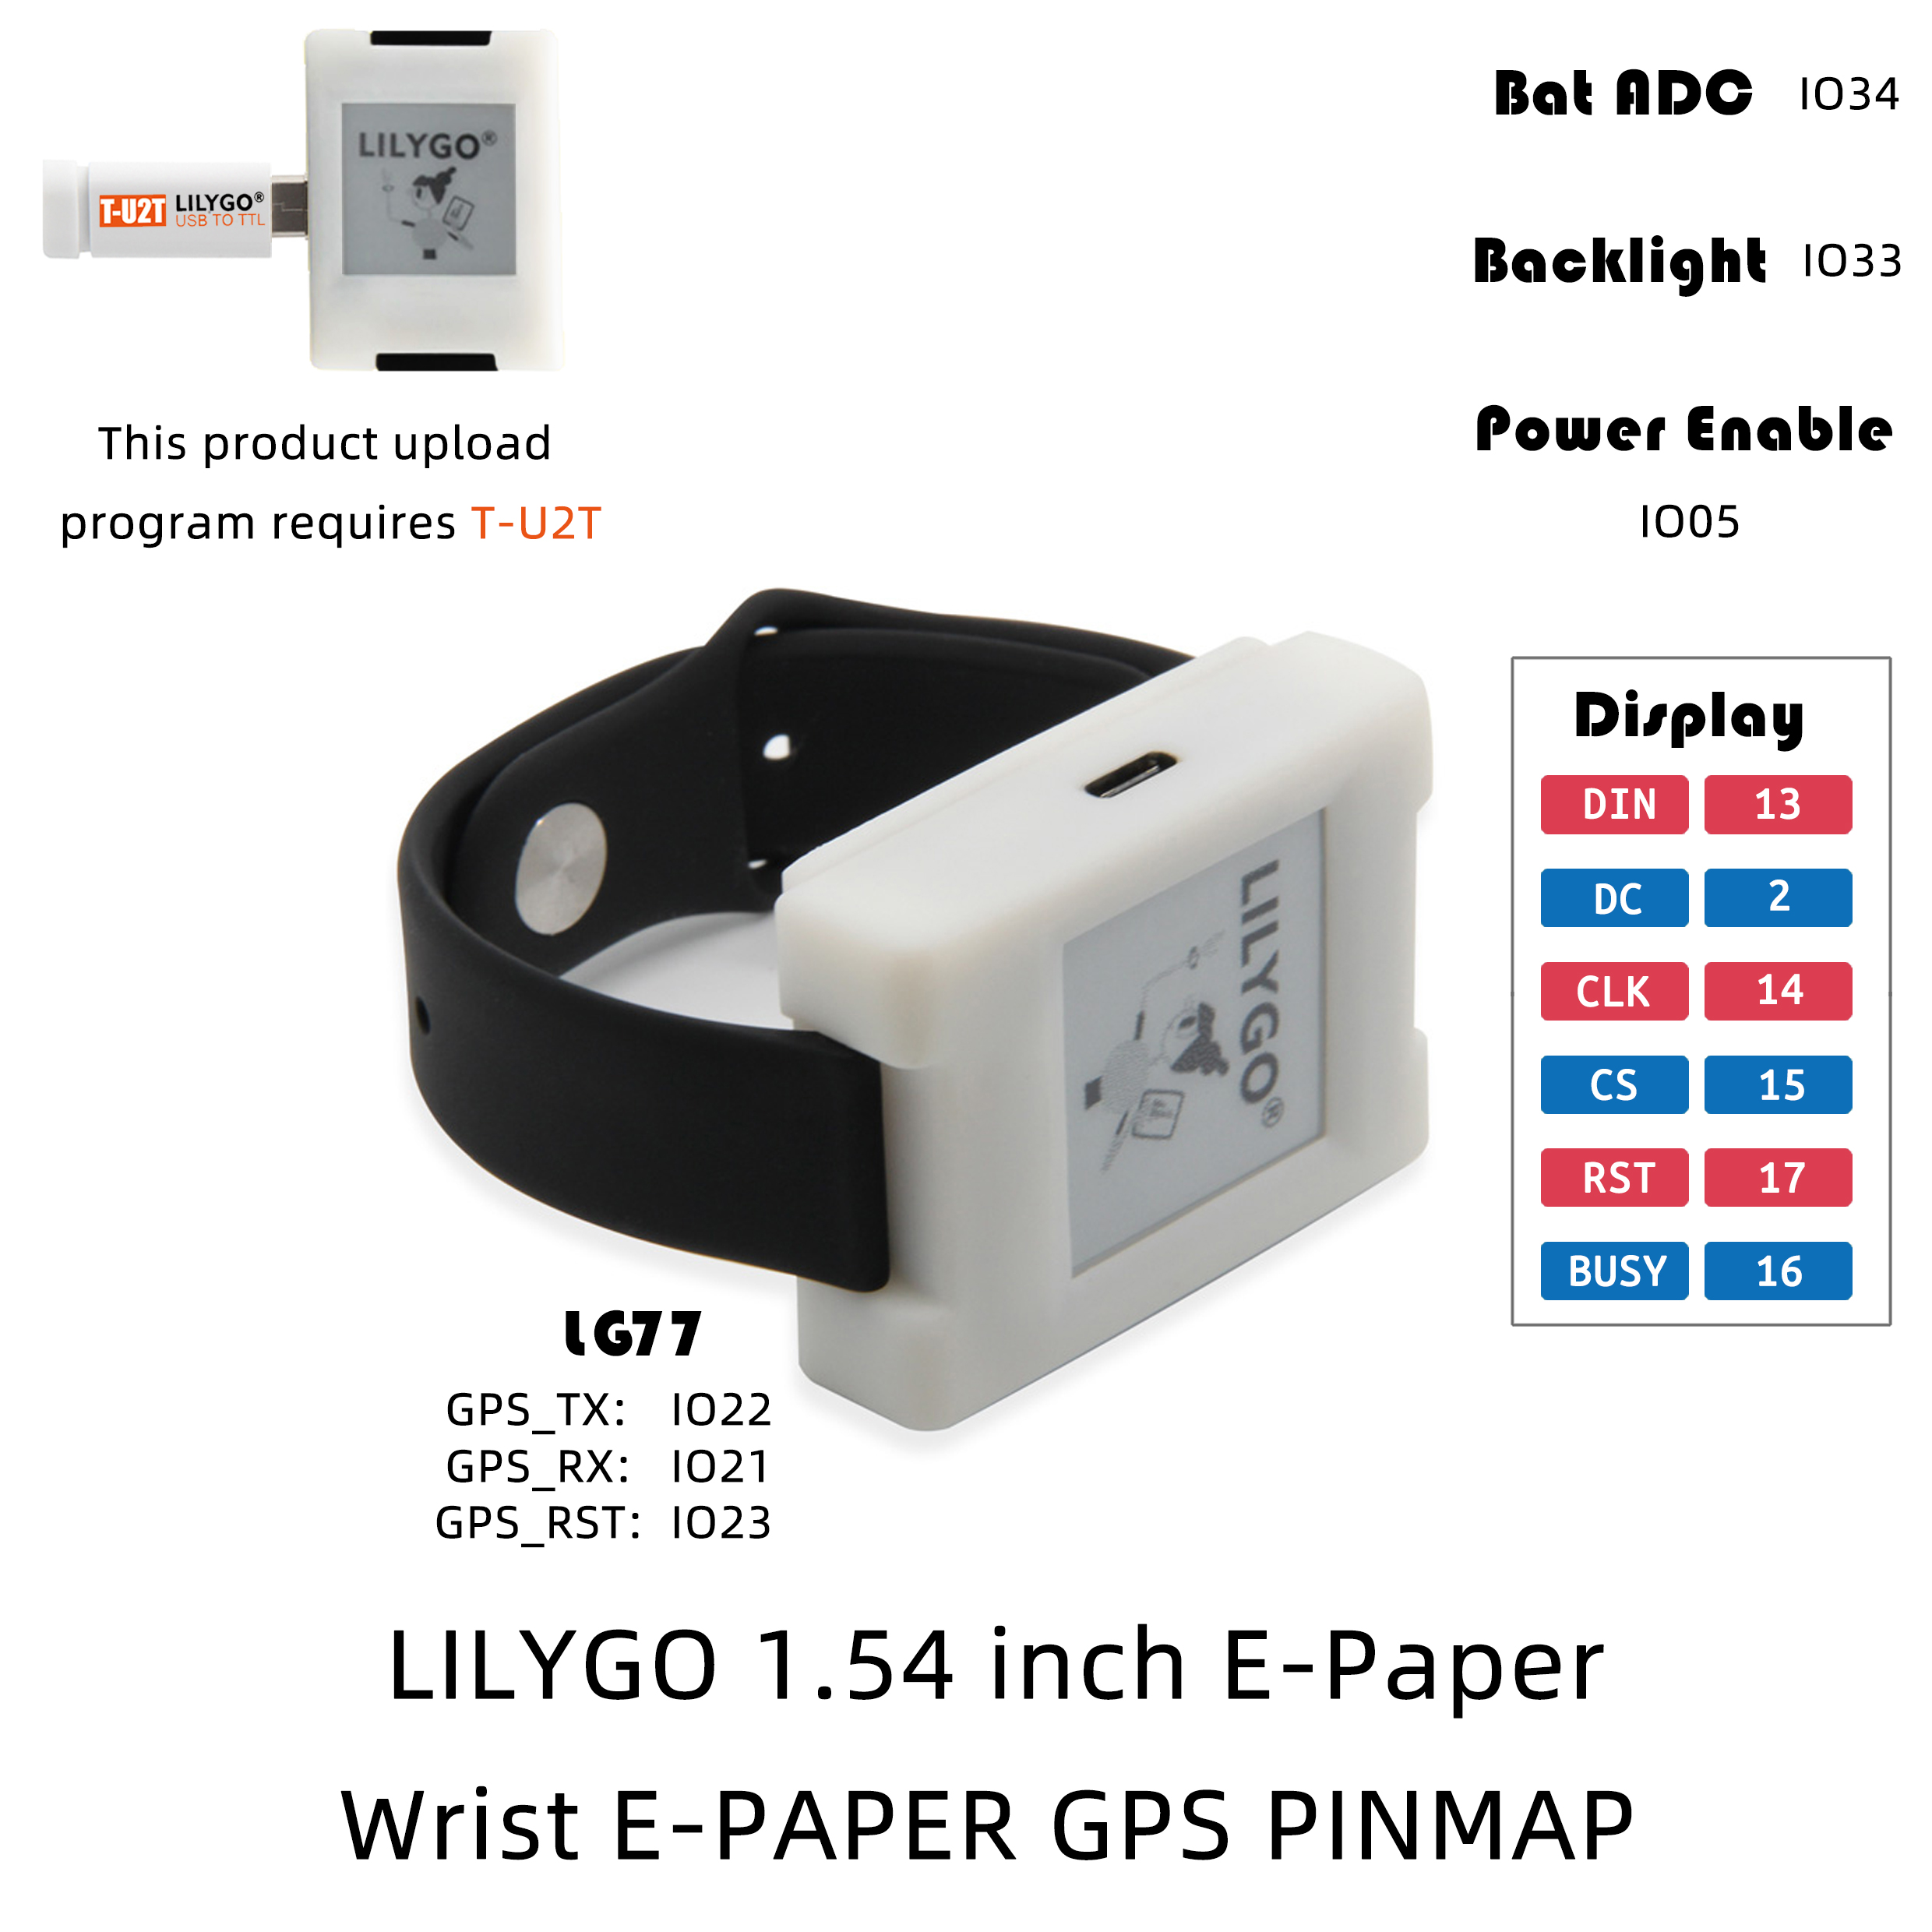 LILYGO®
T-U2T LILYGO®
USB TO TTL
This product upload
program requires T-U2T
Bat ADC IO34
Backlight IO33
Power Enable
IO05
LILYGO®
Display
DIN 13
DC 2
CLK 14
CS 15
RST 17
BUSY 16
LG77
GPS_TX: IO22
GPS_RX: IO21
GPS_RST: IO23
LILYGO 1.54 inch E-Paper
Wrist E-PAPER GPS PINMAP